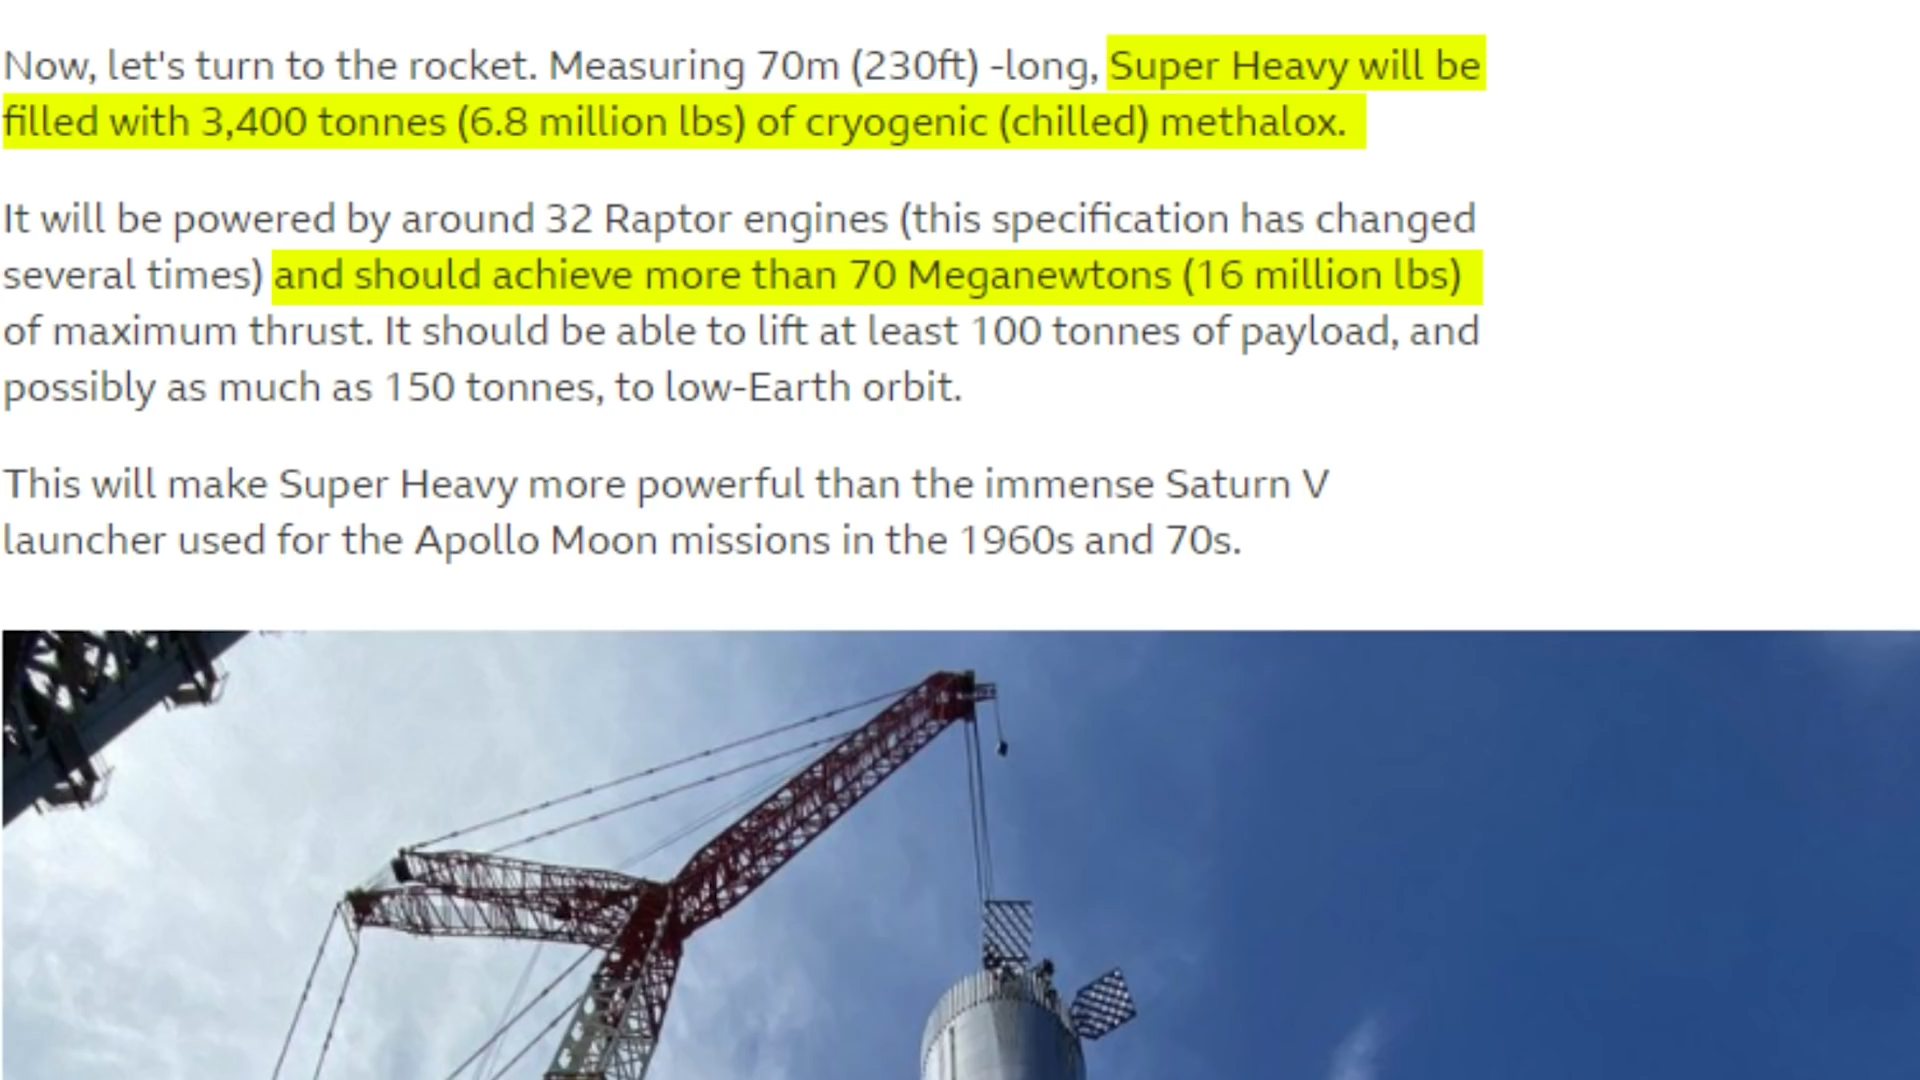 Now, let's turn to the rocket. Measuring 70m (230ft) -long, Super Heavy will be
filled with 3,400 tonnes (6.8 million lbs) of cryogenic (chilled) methalox.
It will be powered by around 32 Raptor engines (this specification has changed
several times) and should achieve more than 70 Meganewtons (16 million lbs)
of maximum thrust. It should be able to lift at least 100 tonnes of payload, and
possibly as much as 150 tonnes, to low-Earth orbit.
This will make Super Heavy more powerful than the immense Saturn V
launcher used for the Apollo Moon missions in the 1960s and 70s.